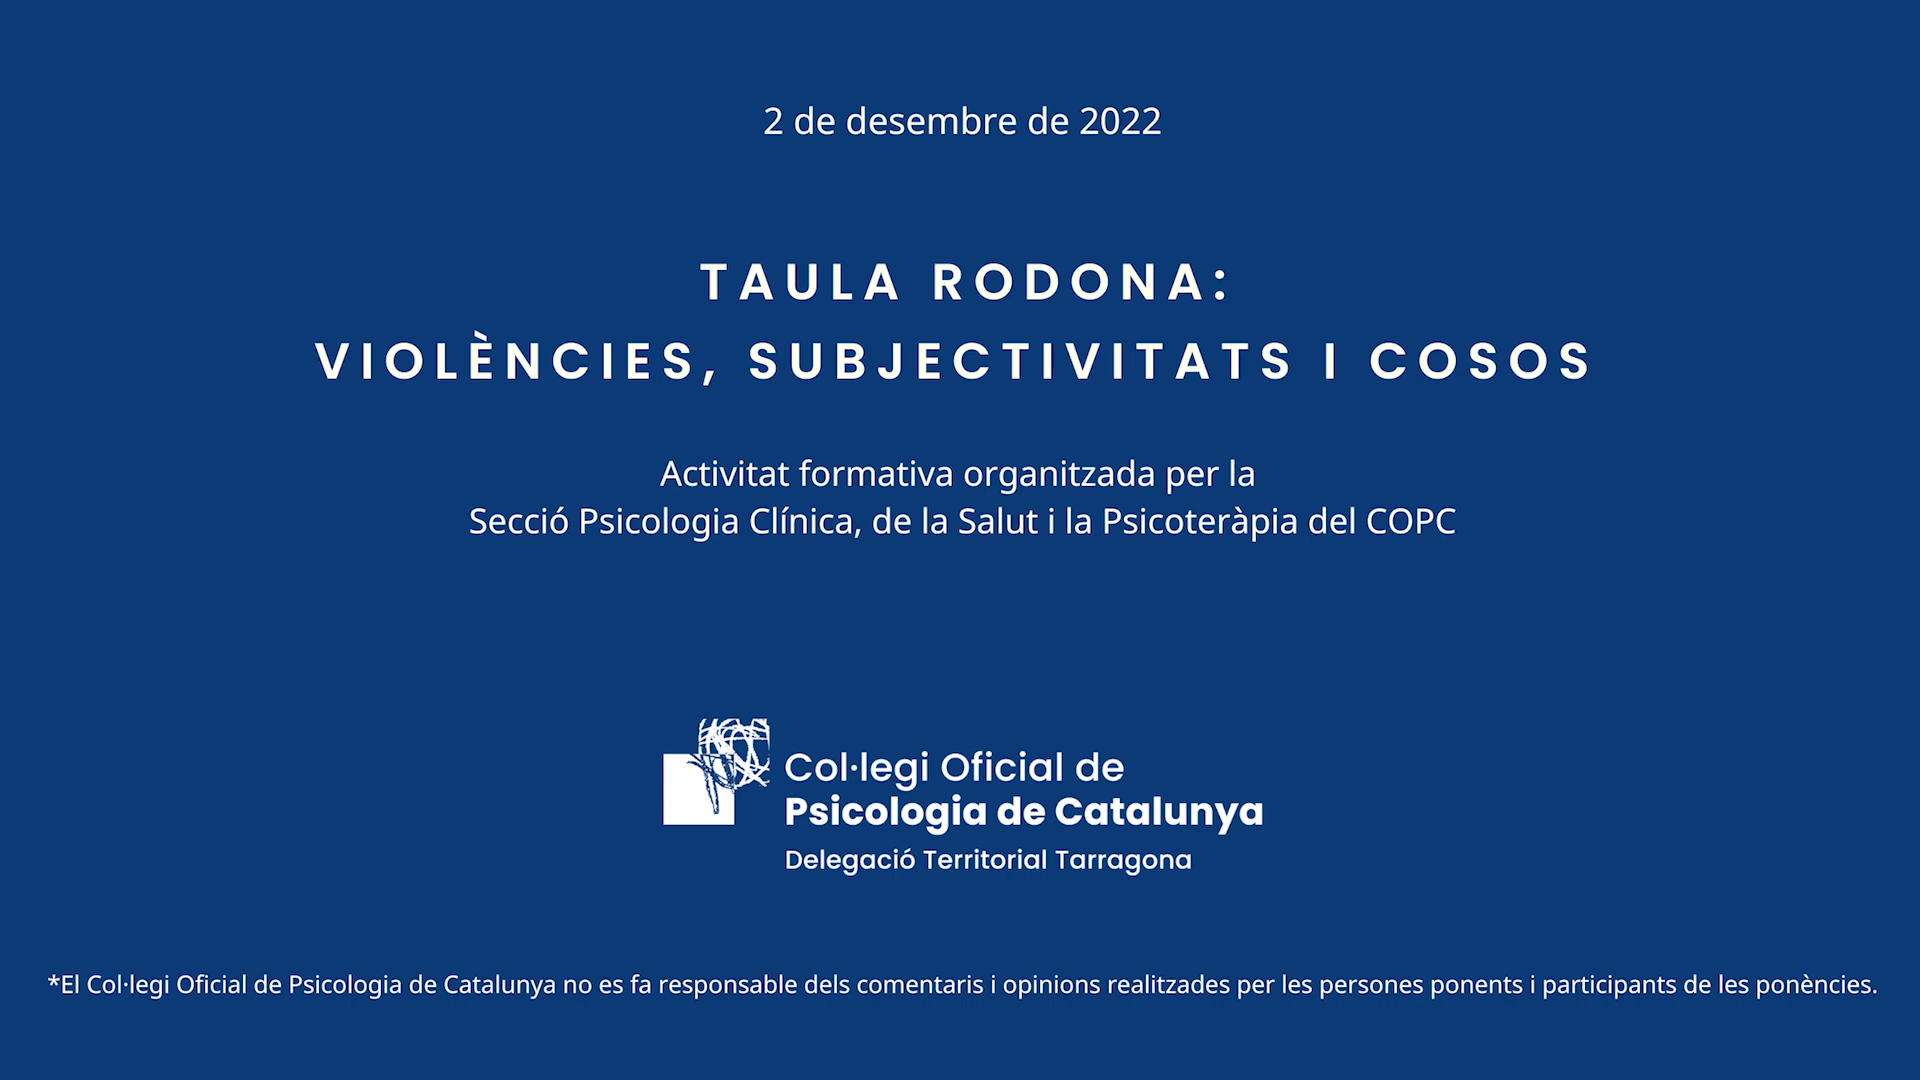 2 de desembre de 2022
TAULA RODONA:
VIOLÈNCIES, SUBJECTIVITATS I COSOS
Activitat formativa organitzada per la
Secció Psicologia Clínica, de la Salut i la Psicoteràpia del COPC
Col·legi Oficial de
Psicologia de Catalunya
Delegació Territorial Tarragona
*El Col·legi Oficial de Psicologia de Catalunya no es fa responsable dels comentaris i opinions realitzades per les persones ponents i participants de les ponències.